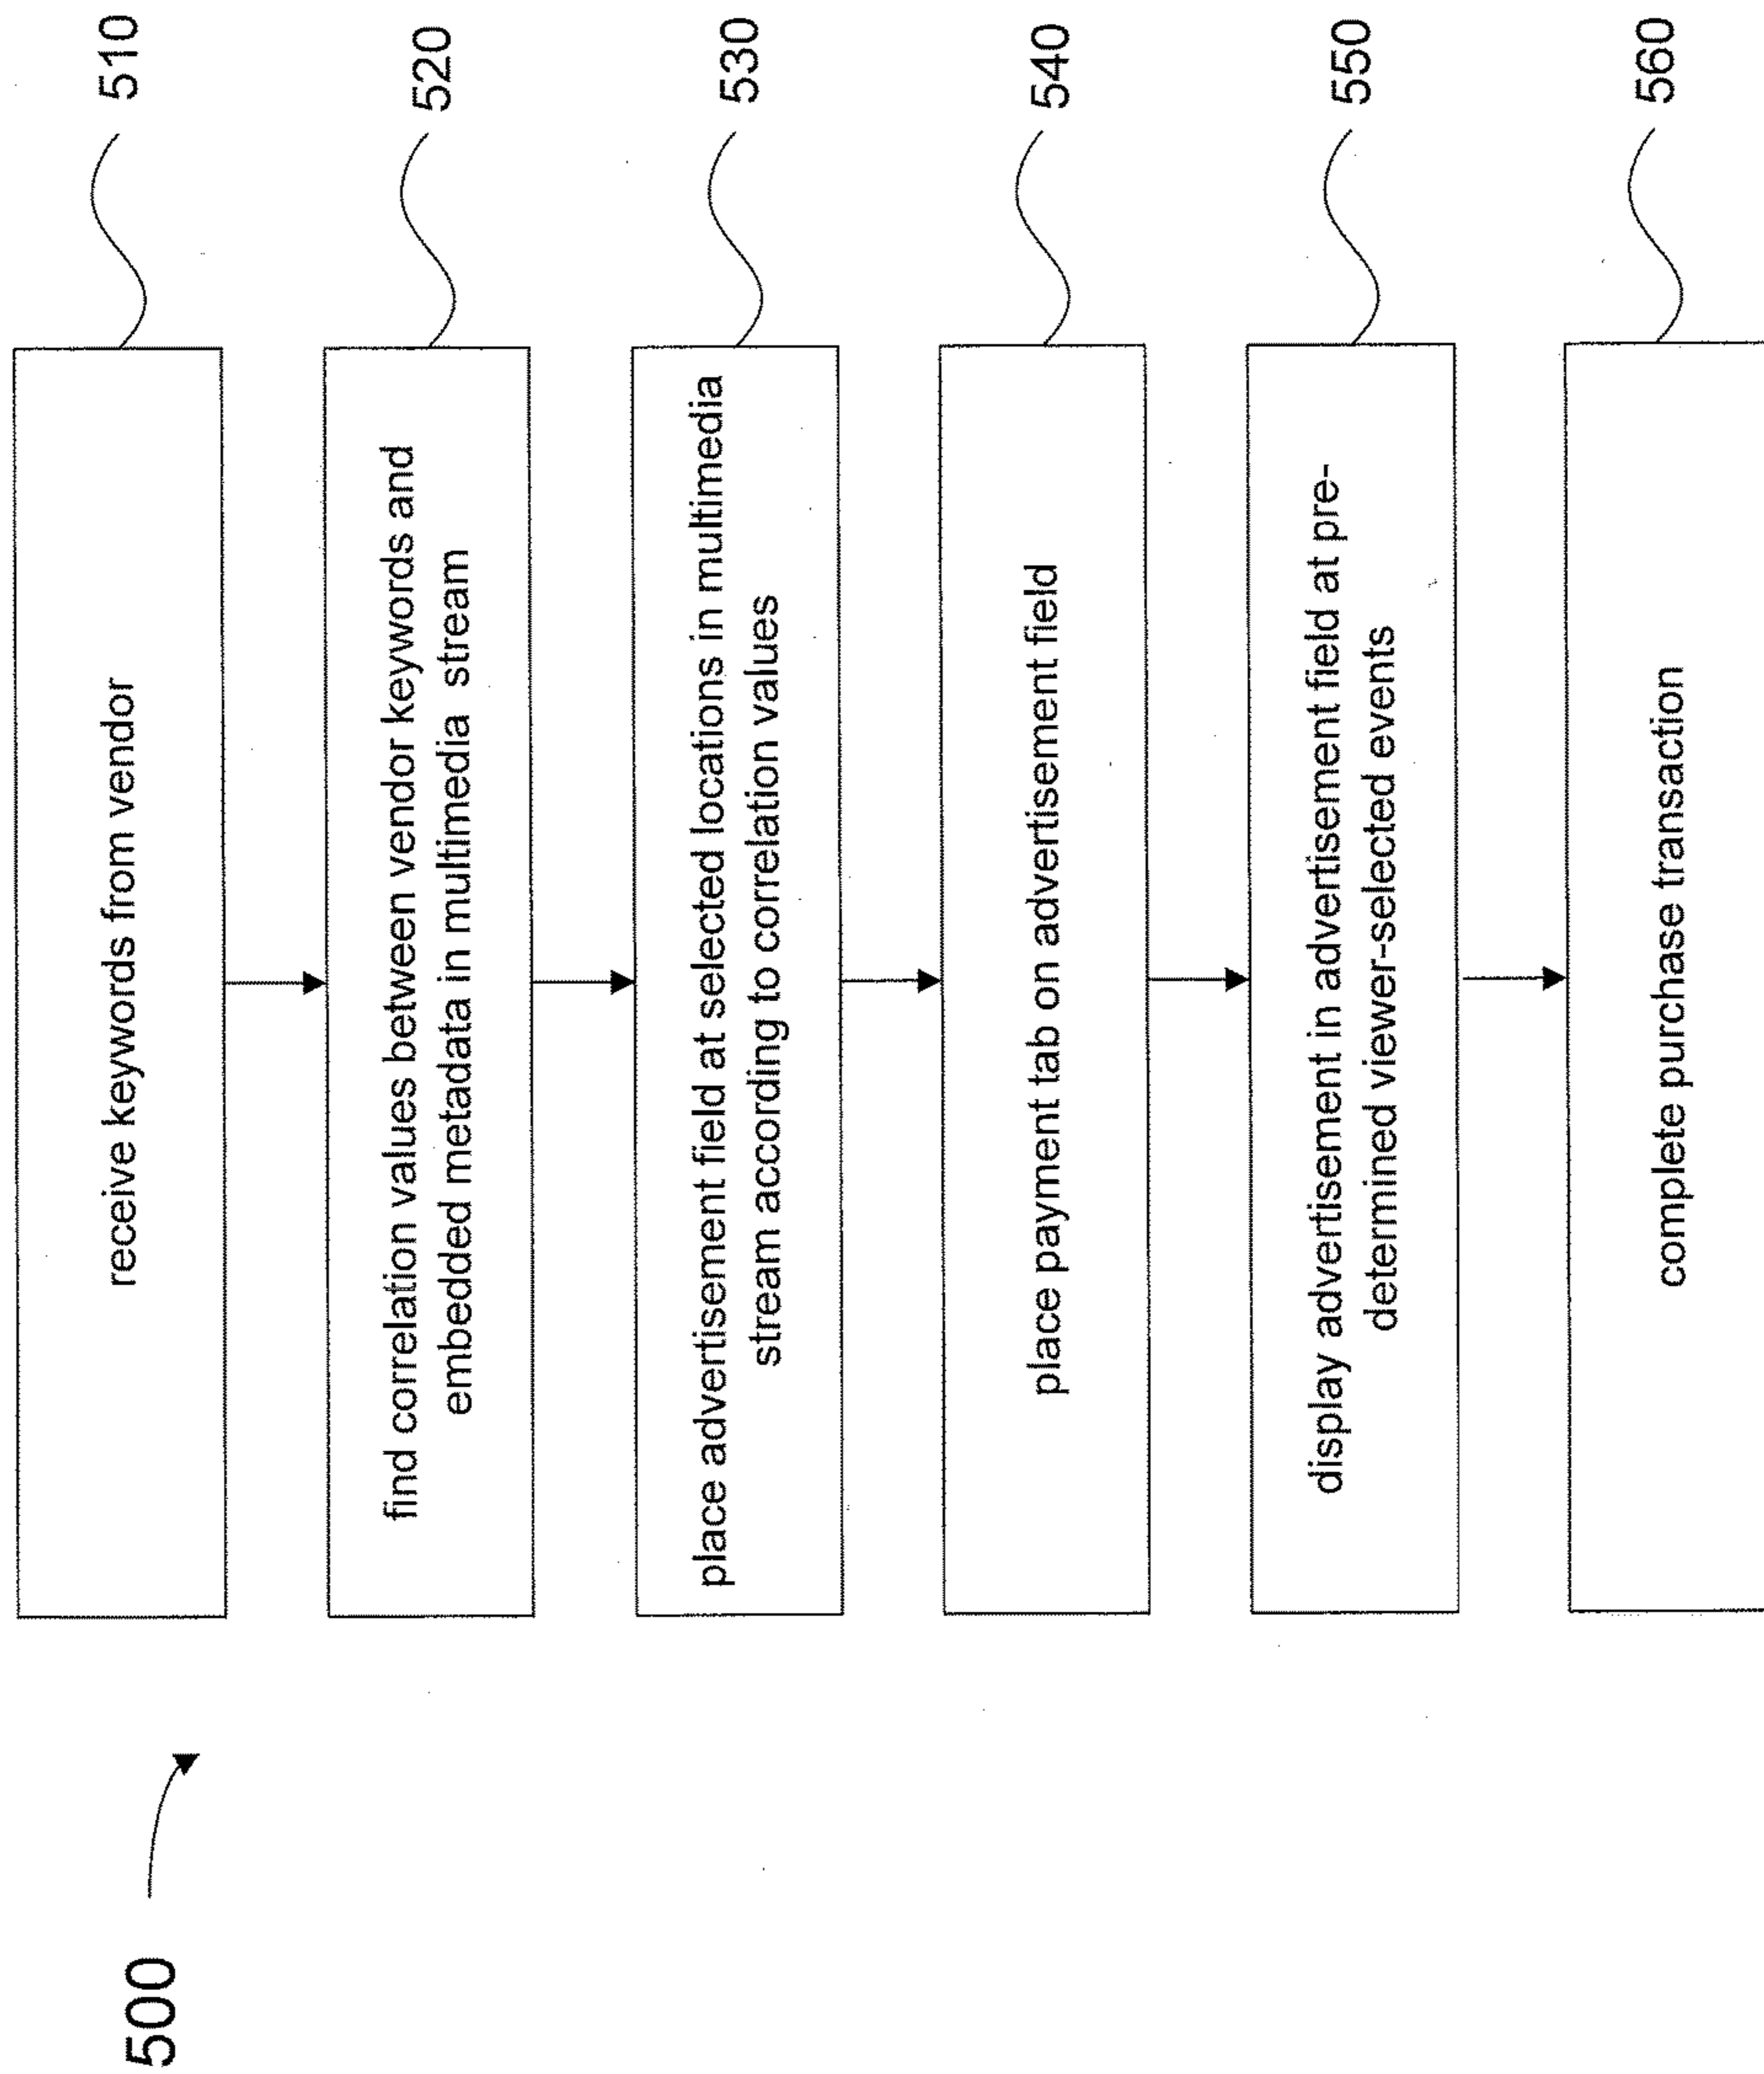 500
receive keywords from vendor
510
find correlation values between vendor keywords and
embedded metadata in multimedia stream
520
place advertisement field at selected locations in multimedia
stream according to correlation values
530
place payment tab on advertisement field
540
display advertisement in advertisement field at pre-
determined viewer-selected events
550
complete purchase transaction
560